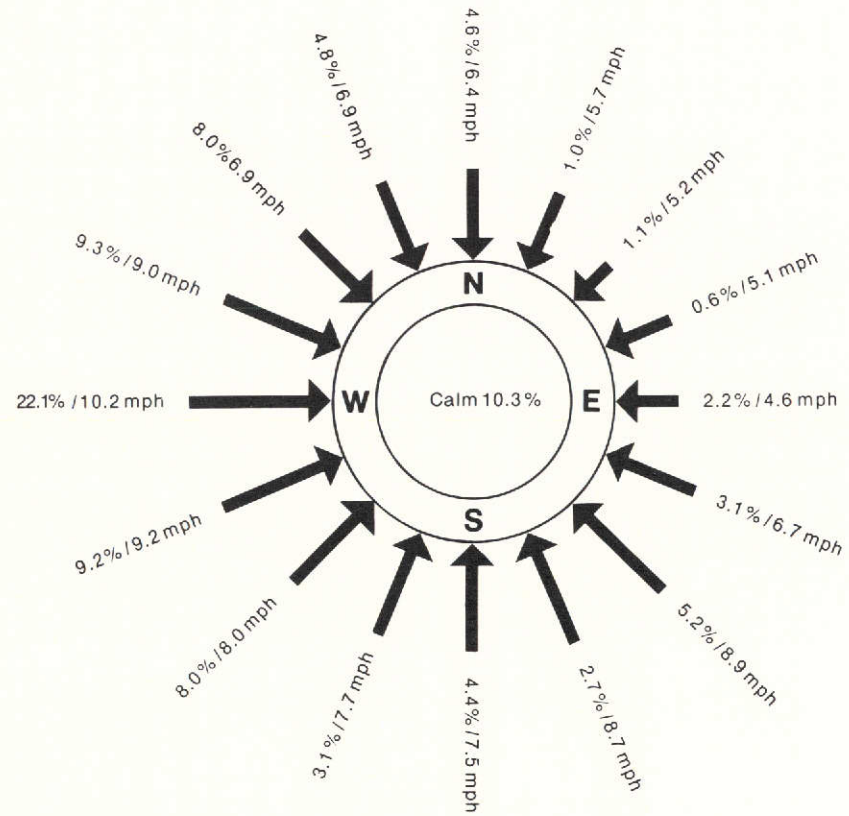 4.6%/6.4 mph
1.0%/5.7 mph
1.1%/5.2 mph
0.6%/5.1 mph
2.2%/4.6 mph
3.1%/6.7 mph
5.2%/8.9 mph
2.7%/8.7 mph
4.4%/7.5 mph
3.1%/7.7 mph
8.0%/8.0 mph
9.2%/9.2 mph
22.1%/10.2 mph
9.3%/9.0 mph
8.0%6.9 mph
4.8%/6.9 mph
N
W
Calm 10.3%
E
S